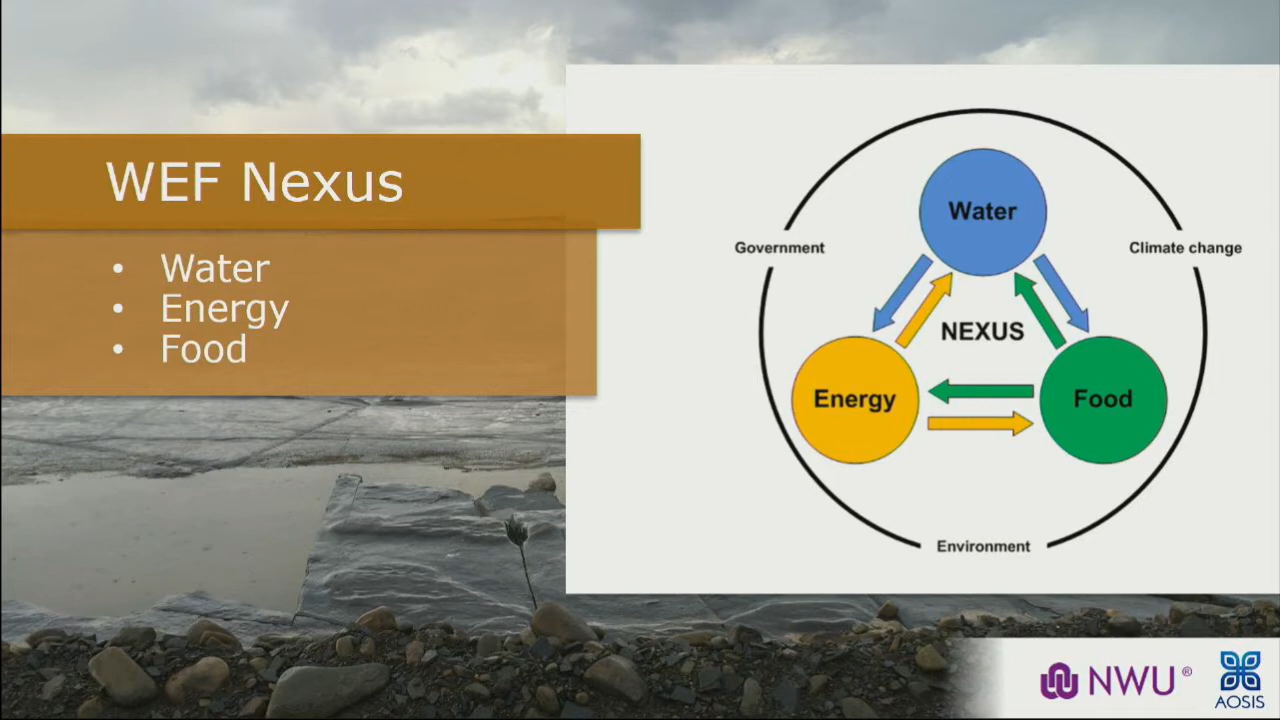 WEF Nexus
• Water
• Energy
• Food
Water
Government
Climate change
NEXUS
Energy
Food
Environment
NWU®
AOSIS